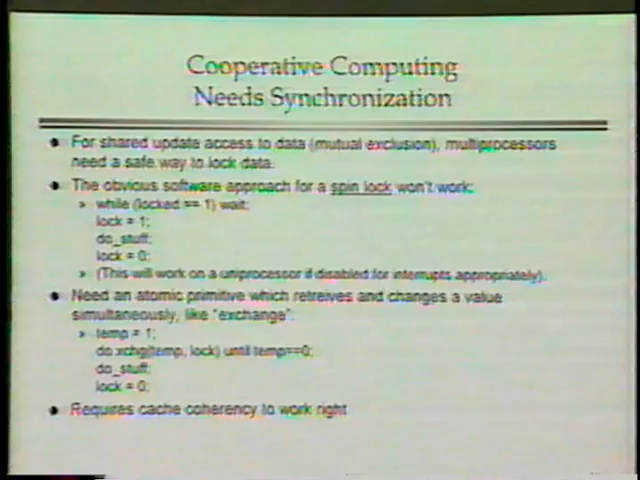 Cooperative Computing
Needs Synchronization
● For shared update access to data (mutual exclusion), multiprocessors
need a safe way to lock data.
● The obvious software approach for a spin lock won't work:
» while (locked == 1) wait;
lock = 1;
do_stuff;
lock = 0;
» (This will work on a uniprocessor if disabled for interrupts appropriately).
● Need an atomic primitive which retreives and changes a value
simultaneously, like "exchange".
» temp = 1;
do xchg(temp, lock) until temp==0;
do_stuff;
lock = 0;
● Requires cache coherency to work right